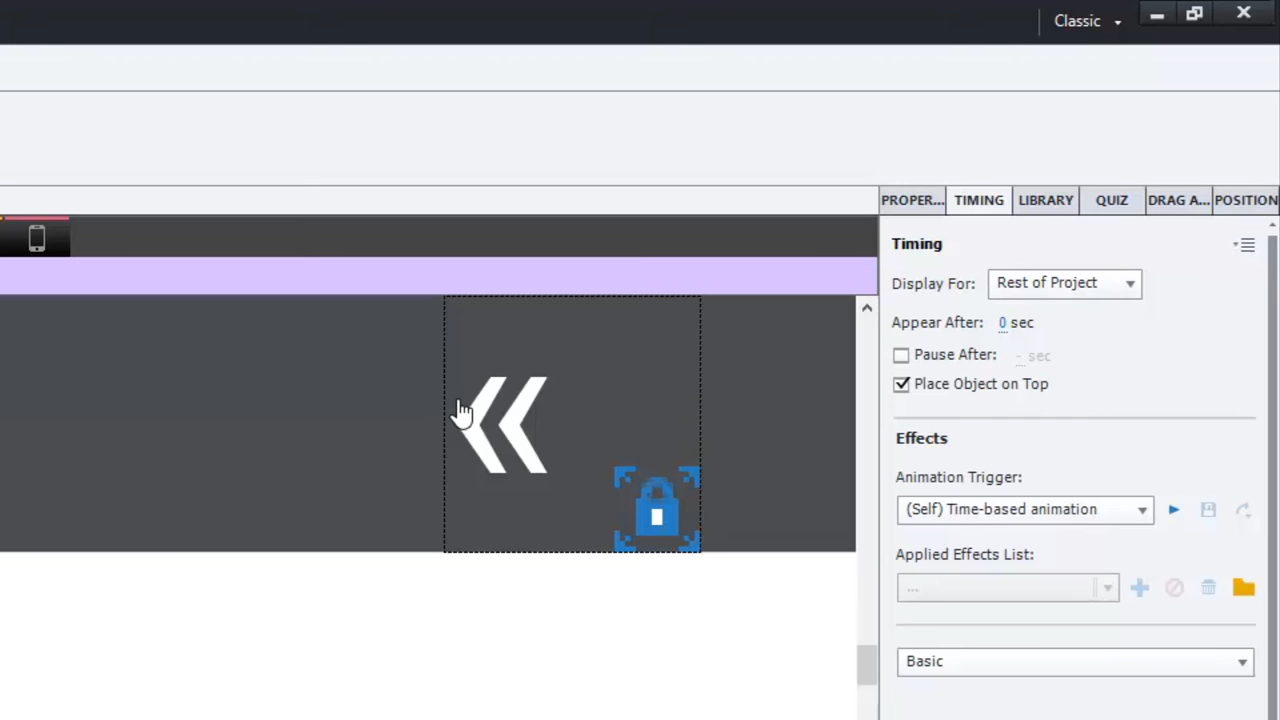 Classic
PROPER... TIMING LIBRARY QUIZ DRAG A... POSITION
Timing
Display For: Rest of Project
Appear After: 0 sec
Pause After: - sec
Place Object on Top
Effects
Animation Trigger:
(Self) Time-based animation
Applied Effects List:
...
Basic